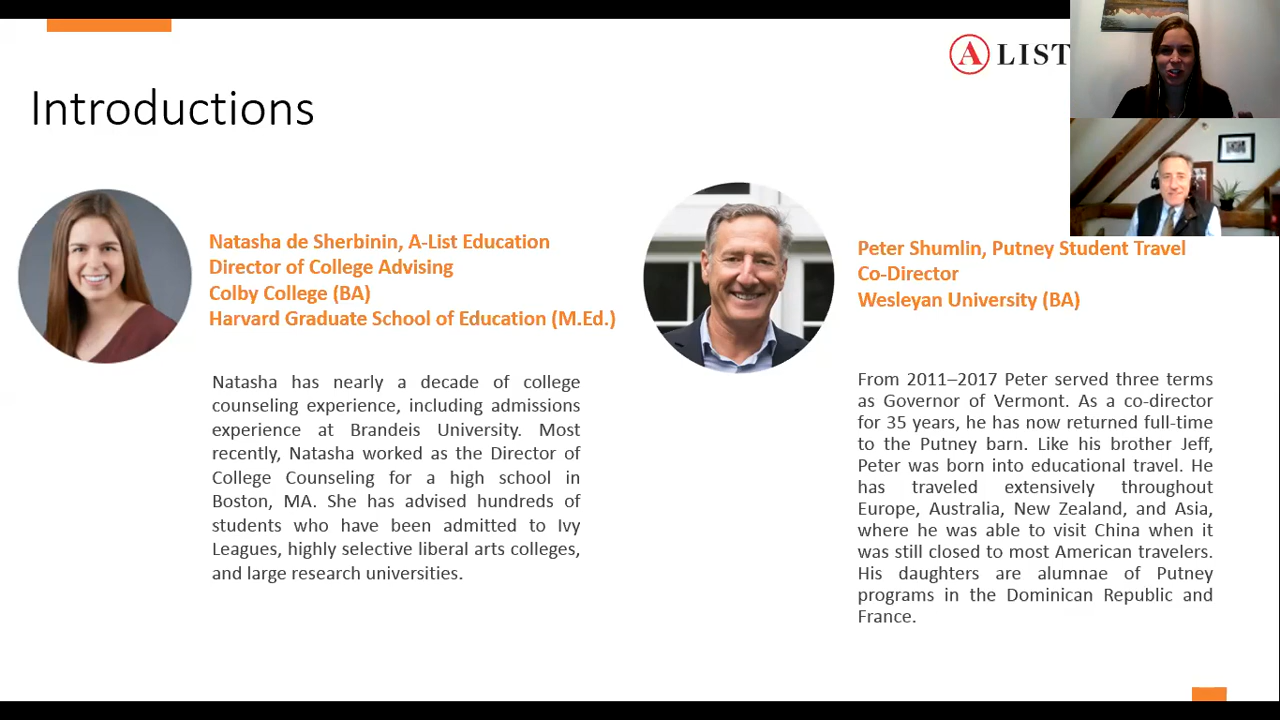 A LIST
Introductions
Natasha de Sherbinin, A-List Education
Director of College Advising
Colby College (BA)
Harvard Graduate School of Education (M.Ed.)
Natasha has nearly a decade of college
counseling experience, including admissions
experience at Brandeis University. Most
recently, Natasha worked as the Director of
College Counseling for a high school in
Boston, MA. She has advised hundreds of
students who have been admitted to Ivy
Leagues, highly selective liberal arts colleges,
and large research universities.
Peter Shumlin, Putney Student Travel
Co-Director
Wesleyan University (BA)
From 2011–2017 Peter served three terms
as Governor of Vermont. As a co-director
for 35 years, he has now returned full-time
to the Putney barn. Like his brother Jeff,
Peter was born into educational travel. He
has traveled extensively throughout
Europe, Australia, New Zealand, and Asia,
where he was able to visit China when it
was still closed to most American travelers.
His daughters are alumnae of Putney
programs in the Dominican Republic and
France.